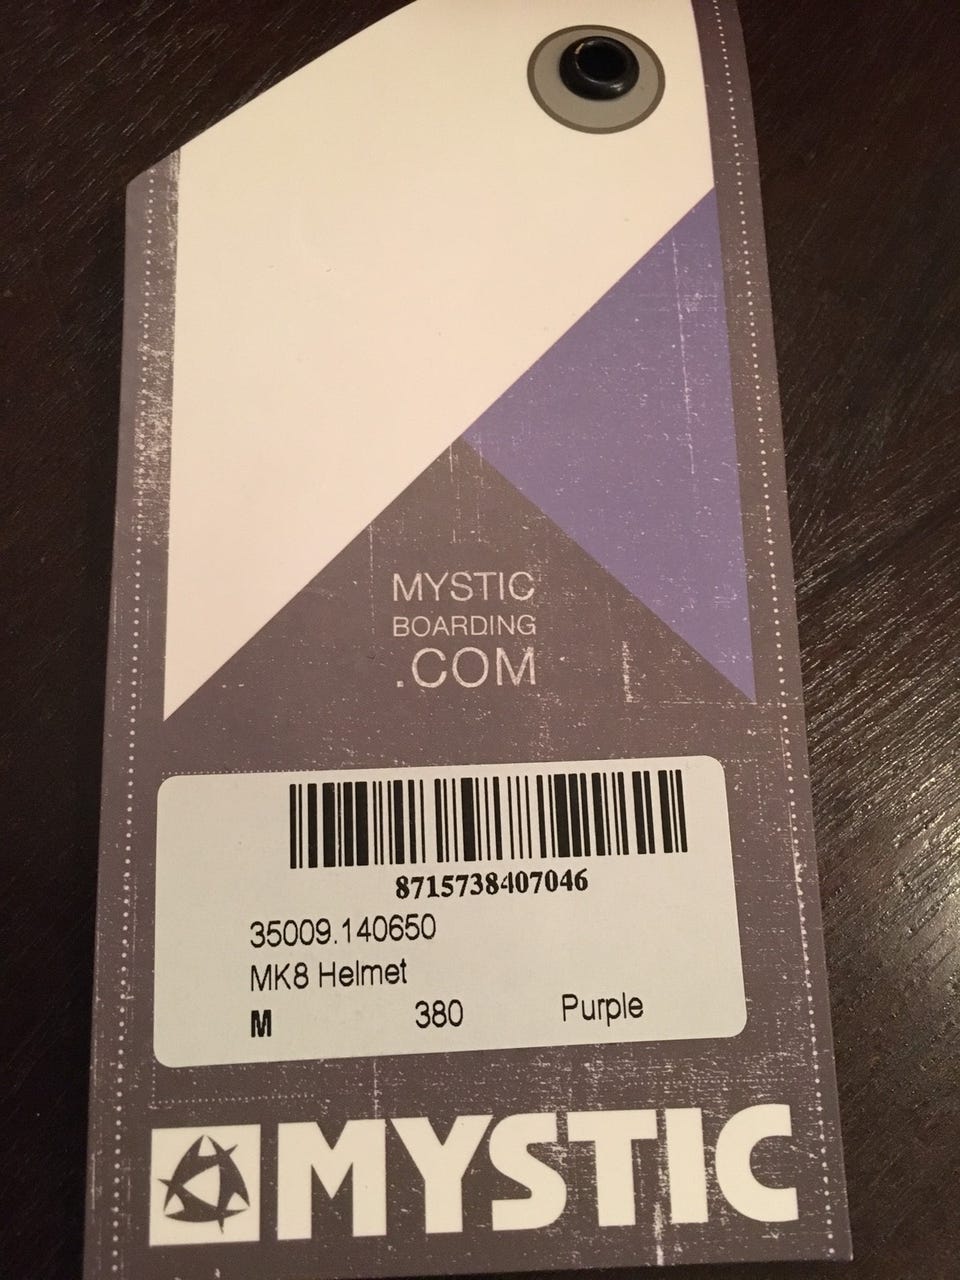 MYSTIC
BOARDING
.COM
8715738407046
35009.140650
MK8 Helmet
M 380 Purple
MYSTIC